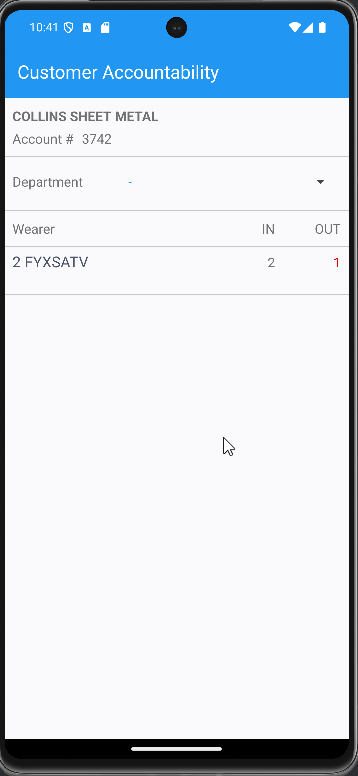 10:41 A
Customer Accountability
COLLINS SHEET METAL
Account # 3742
Department -
Wearer IN OUT
2 FYXSATV 2 1